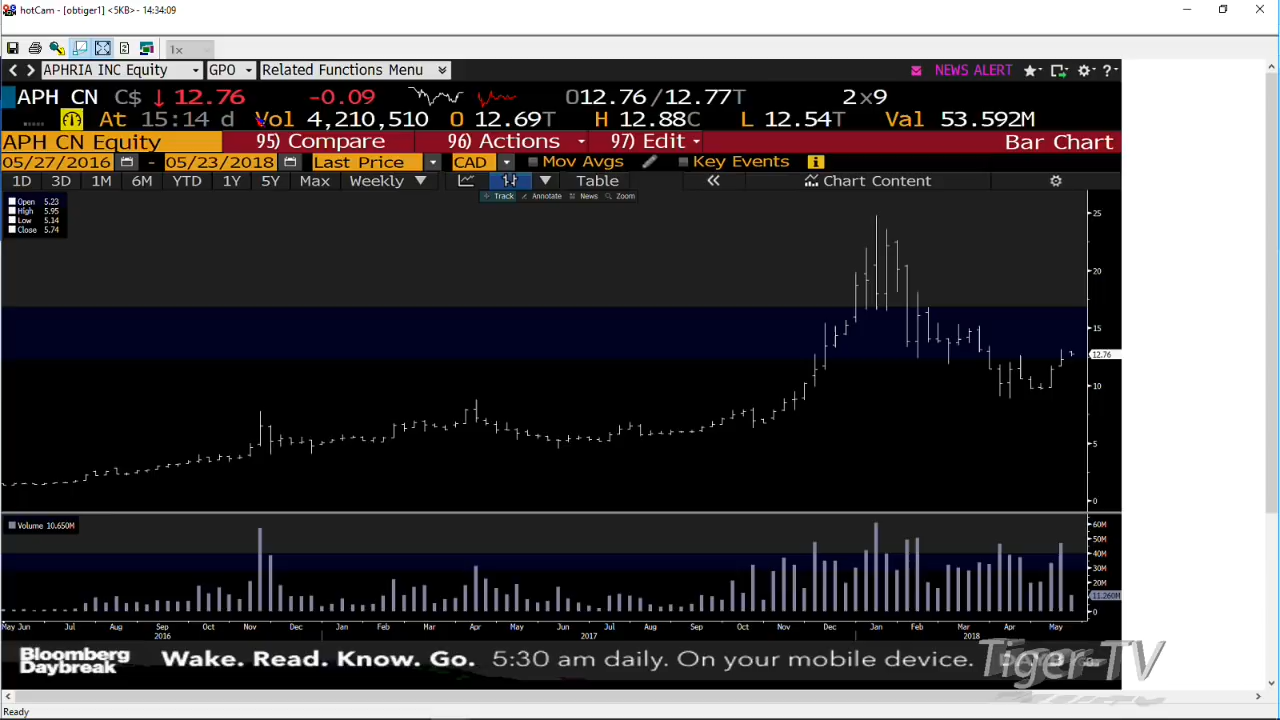 hotCam - [obtiger1] <5KB> - 14:34:09
1x
APHRIA INC Equity GPO Related Functions Menu NEWS ALERT ?
APH CN C$ ↓ 12.76 -0.09 O12.76/12.77T 2x9
At 15:14 d Vol 4,210,510 O 12.69T H 12.88C L 12.54T Val 53.592M
APH CN Equity 95) Compare 96) Actions 97) Edit Bar Chart
05/27/2016 - 05/23/2018 Last Price CAD Mov Avgs Key Events i
1D 3D 1M 6M YTD 1Y 5Y Max Weekly ▼ ▼ Table « Chart Content
Track Annotate News Zoom
Open 5.23
High 5.95
Low 5.14
Close 5.74
25
20
15
12.76
10
5
0
Volume 10.650M
60M
50M
40M
30M
20M
11.260M
0
May Jun Jul Aug Sep Oct Nov Dec Jan Feb Mar Apr May Jun Jul Aug Sep Oct Nov Dec Jan Feb Mar Apr May
2016 2017 2018
Bloomberg
Daybreak
Wake. Read. Know. Go. 5:30 am daily. On your mobile device.
Tiger-TV
Ready